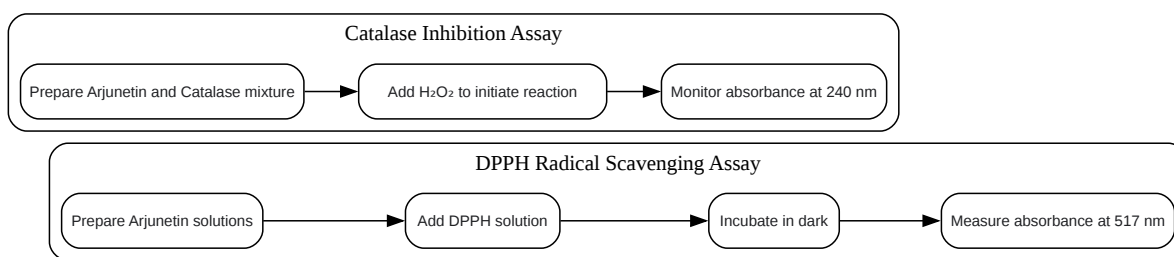 Catalase Inhibition Assay
Prepare Arjunetin and Catalase mixture
Add H₂O₂ to initiate reaction
Monitor absorbance at 240 nm
DPPH Radical Scavenging Assay
Prepare Arjunetin solutions
Add DPPH solution
Incubate in dark
Measure absorbance at 517 nm